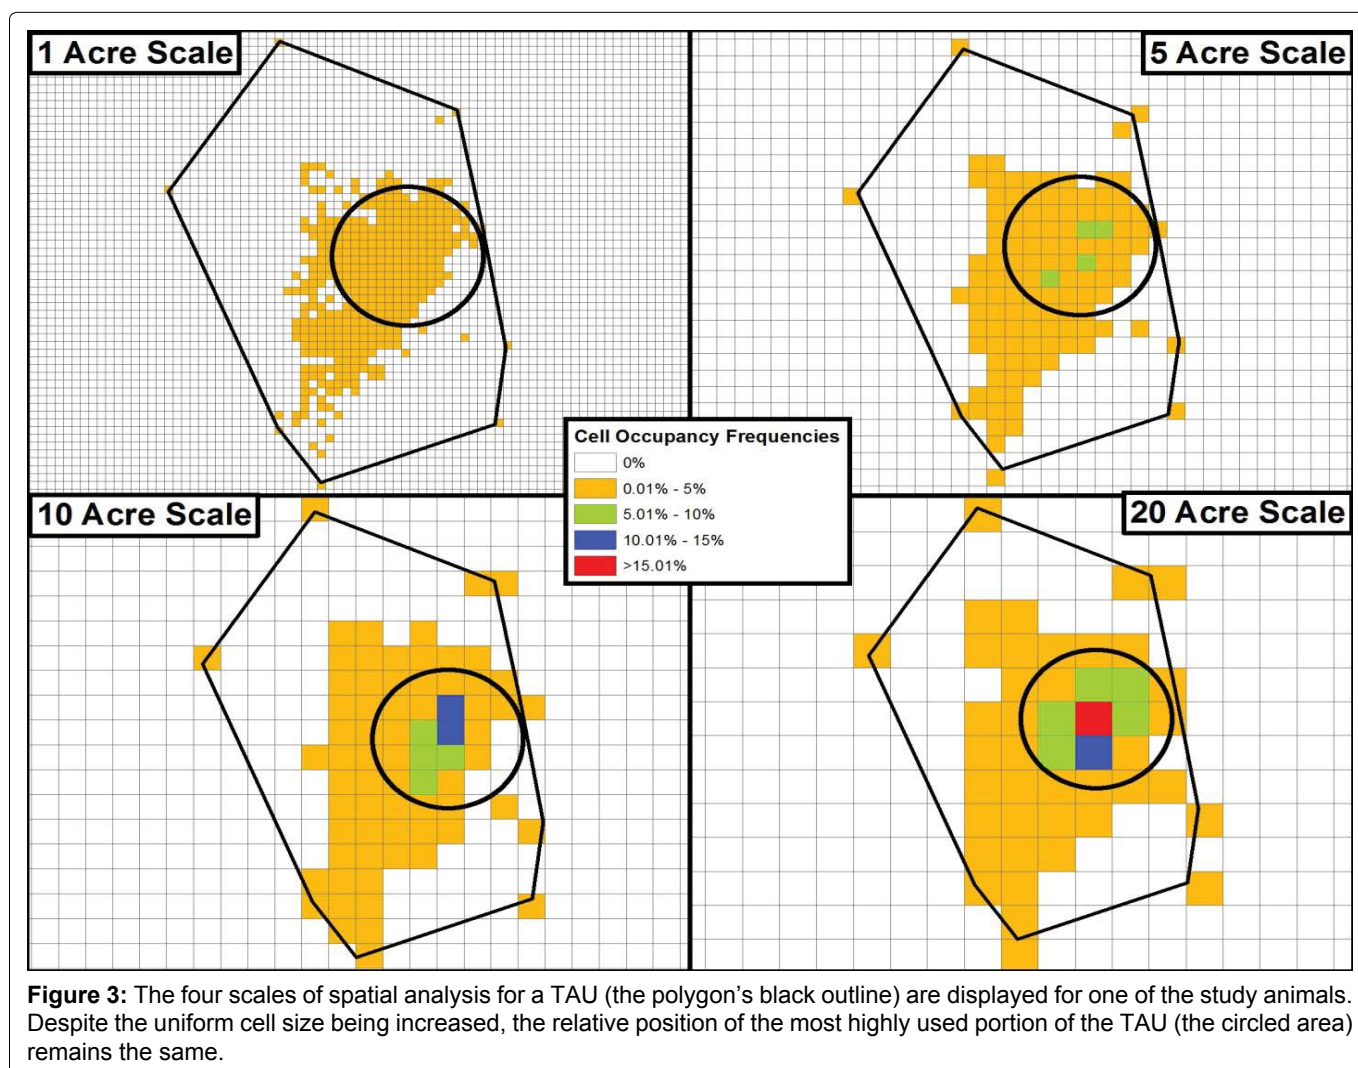 1 Acre Scale
5 Acre Scale
Cell Occupancy Frequencies
0%
0.01% - 5%
5.01% - 10%
10.01% - 15%
>15.01%
10 Acre Scale
20 Acre Scale
Figure 3: The four scales of spatial analysis for a TAU (the polygon's black outline) are displayed for one of the study animals.
Despite the uniform cell size being increased, the relative position of the most highly used portion of the TAU (the circled area)
remains the same.